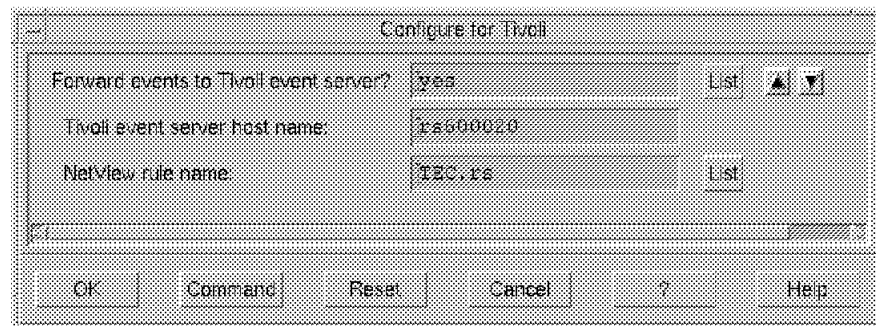 Configure for Tivoli
Forward events to Tivoli event server? yes List ▲ ▼
Tivoli event server host name: rs600020
NetView rule name: TEC.rs List
OK Command Reset Cancel ? Help